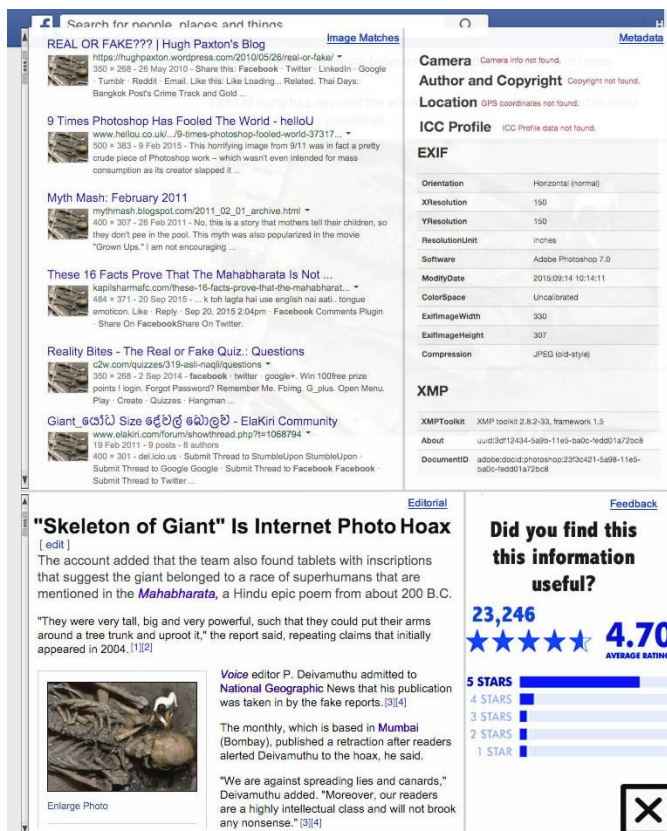 Search for people, places and things
Image Matches
REAL OR FAKE??? | Hugh Paxton's Blog
https://hughpaxton.wordpress.com/2010/05/26/real-or-fake/
350 × 268 - 26 May 2010 - Share this: Facebook · Twitter · LinkedIn · Google
· Tumblr · Reddit · Email. Like this: Like Loading... Related. Thai Days:
Bangkok Post's Crime Track and Gold ...
9 Times Photoshop Has Fooled The World - helloU
www.hellou.co.uk/.../9-times-photoshop-fooled-world-37317...
500 × 383 - 9 Feb 2015 - This horrifying image from 9/11 was in fact a pretty
crude piece of Photoshop work – which wasn't even intended for mass
consumption as its creator slapped it ...
Myth Mash: February 2011
mythmash.blogspot.com/2011_02_01_archive.html
400 × 307 - 26 Feb 2011 - No, this is a story that mothers tell their children, so
they don't pee in the pool. This myth was also popularized in the movie
"Grown Ups." I am not encouraging ...
These 16 Facts Prove That The Mahabharata Is Not ...
kapilsharmafc.com/these-16-facts-prove-that-the-mahabharat...
484 × 371 - 20 Sep 2015 - ... k toh lagta hai use english nai aati.. tongue
emoticon. Like · Reply · Sep 20, 2015 2:04pm · Facebook Comments Plugin
· Share On FacebookShare On Twitter.
Reality Bites - The Real or Fake Quiz.: Questions
c2w.com/quizzes/319-asli-naqli/questions
350 × 268 - 2 Sep 2014 - facebook · twitter · google+. Win 100free prize
points ! login. Forgot Password? Remember Me. Fbimg. G_plus. Open Menu.
Play · Create · Quizzes · Hangman ...
Giant_යෝධ Size දේවල් බොලව් - ElaKiri Community
www.elakiri.com/forum/showthread.php?t=1068794
19 Feb 2011 - 9 posts - 8 authors
400 × 301 - del.icio.us · Submit Thread to StumbleUpon StumbleUpon ·
Submit Thread to Google Google · Submit Thread to Facebook Facebook ·
Submit Thread to Twitter ...
Metadata
Camera Camera info not found.
Author and Copyright Copyright not found.
Location GPS coordinates not found.
ICC Profile ICC Profile data not found.
EXIF
Orientation Horizontal (normal)
XResolution 150
YResolution 150
ResolutionUnit inches
Software Adobe Photoshop 7.0
ModifyDate 2015:09:14 10:14:11
ColorSpace Uncalibrated
ExifImageWidth 330
ExifImageHeight 307
Compression JPEG (old-style)
XMP
XMPToolkit XMP toolkit 2.8.2-33, framework 1.5
About uuid:3df12434-5a9b-11e5-ba0c-fedd01a72bc8
DocumentID adobe:docid:photoshop:23f3c421-5a98-11e5-
ba0c-fedd01a72bc8
Editorial
"Skeleton of Giant" Is Internet Photo Hoax
[ edit ]
The account added that the team also found tablets with inscriptions
that suggest the giant belonged to a race of superhumans that are
mentioned in the Mahabharata, a Hindu epic poem from about 200 B.C.
"They were very tall, big and very powerful, such that they could put their arms
around a tree trunk and uproot it," the report said, repeating claims that initially
appeared in 2004. [1][2]
Voice editor P. Deivamuthu admitted to
National Geographic News that his publication
was taken in by the fake reports. [3][4]
The monthly, which is based in Mumbai
(Bombay), published a retraction after readers
alerted Deivamuthu to the hoax, he said.
"We are against spreading lies and canards,"
Deivamuthu added. "Moreover, our readers
are a highly intellectual class and will not brook
any nonsense." [3][4]
Enlarge Photo
Feedback
Did you find this
this information
useful?
23,246
4.70
AVERAGE RATING
5 STARS
4 STARS
3 STARS
2 STARS
1 STAR